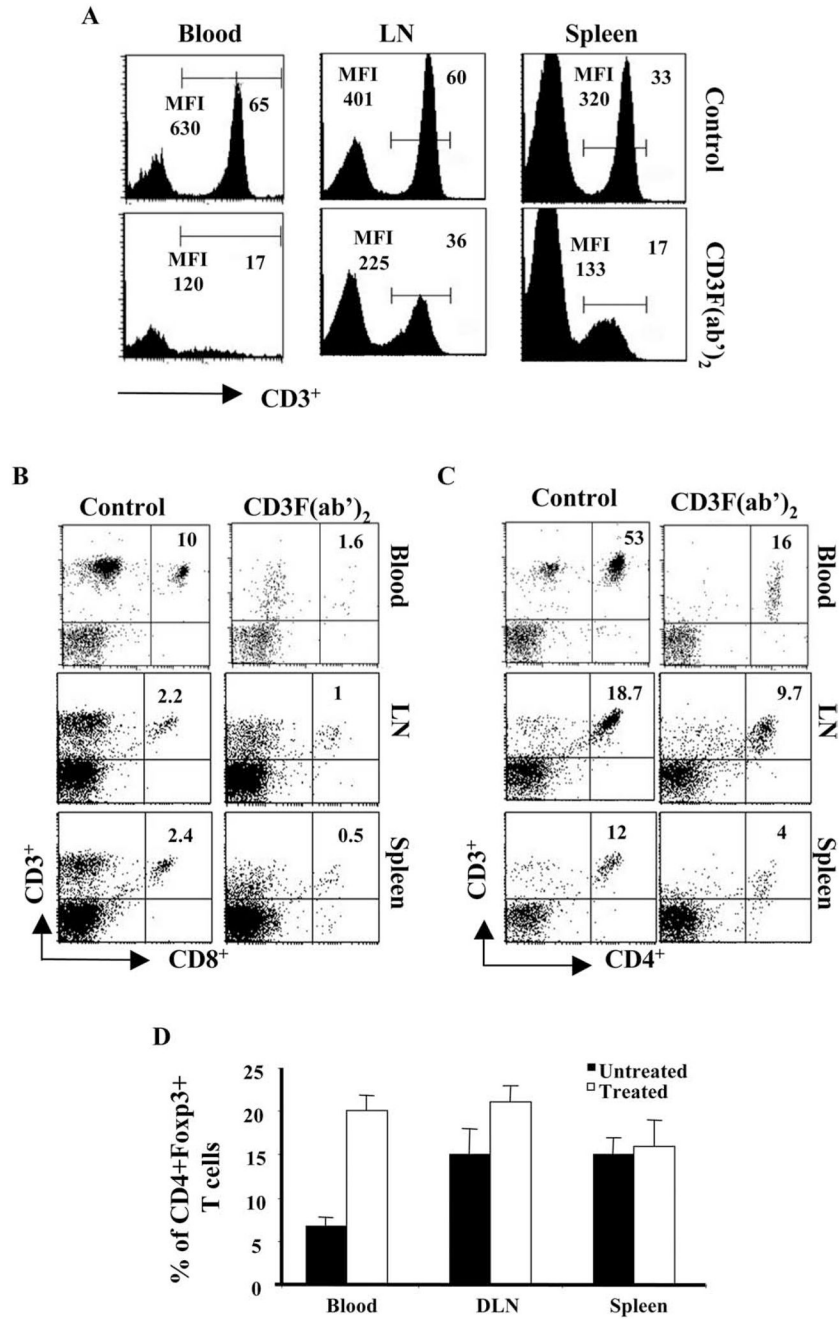 A
Blood LN Spleen
MFI 65
630
MFI 60
401
MFI 33
320
Control
MFI 17
120
MFI 36
225
MFI 17
133
CD3F(ab')2
CD3+
B
Control CD3F(ab')2
10 1.6
Blood
2.2 1
LN
2.4 0.5
Spleen
CD3+
CD8+
C
Control CD3F(ab')2
53 16
Blood
18.7 9.7
LN
12 4
Spleen
CD3+
CD4+
D
% of CD4+Foxp3+
T cells
25
20
15
10
5
0
Untreated
Treated
Blood DLN Spleen